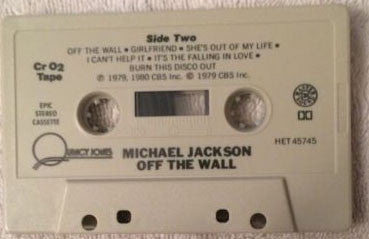 Side Two
OFF THE WALL • GIRLFRIEND • SHE'S OUT OF MY LIFE •
I CAN'T HELP IT • IT'S THE FALLING IN LOVE •
BURN THIS DISCO OUT
℗ 1979, 1980 CBS Inc. © 1979 CBS Inc.
Cr O2
Tape
EPIC
STEREO
CASSETTE
HET 45745
QUINCY JONES
MICHAEL JACKSON
OFF THE WALL